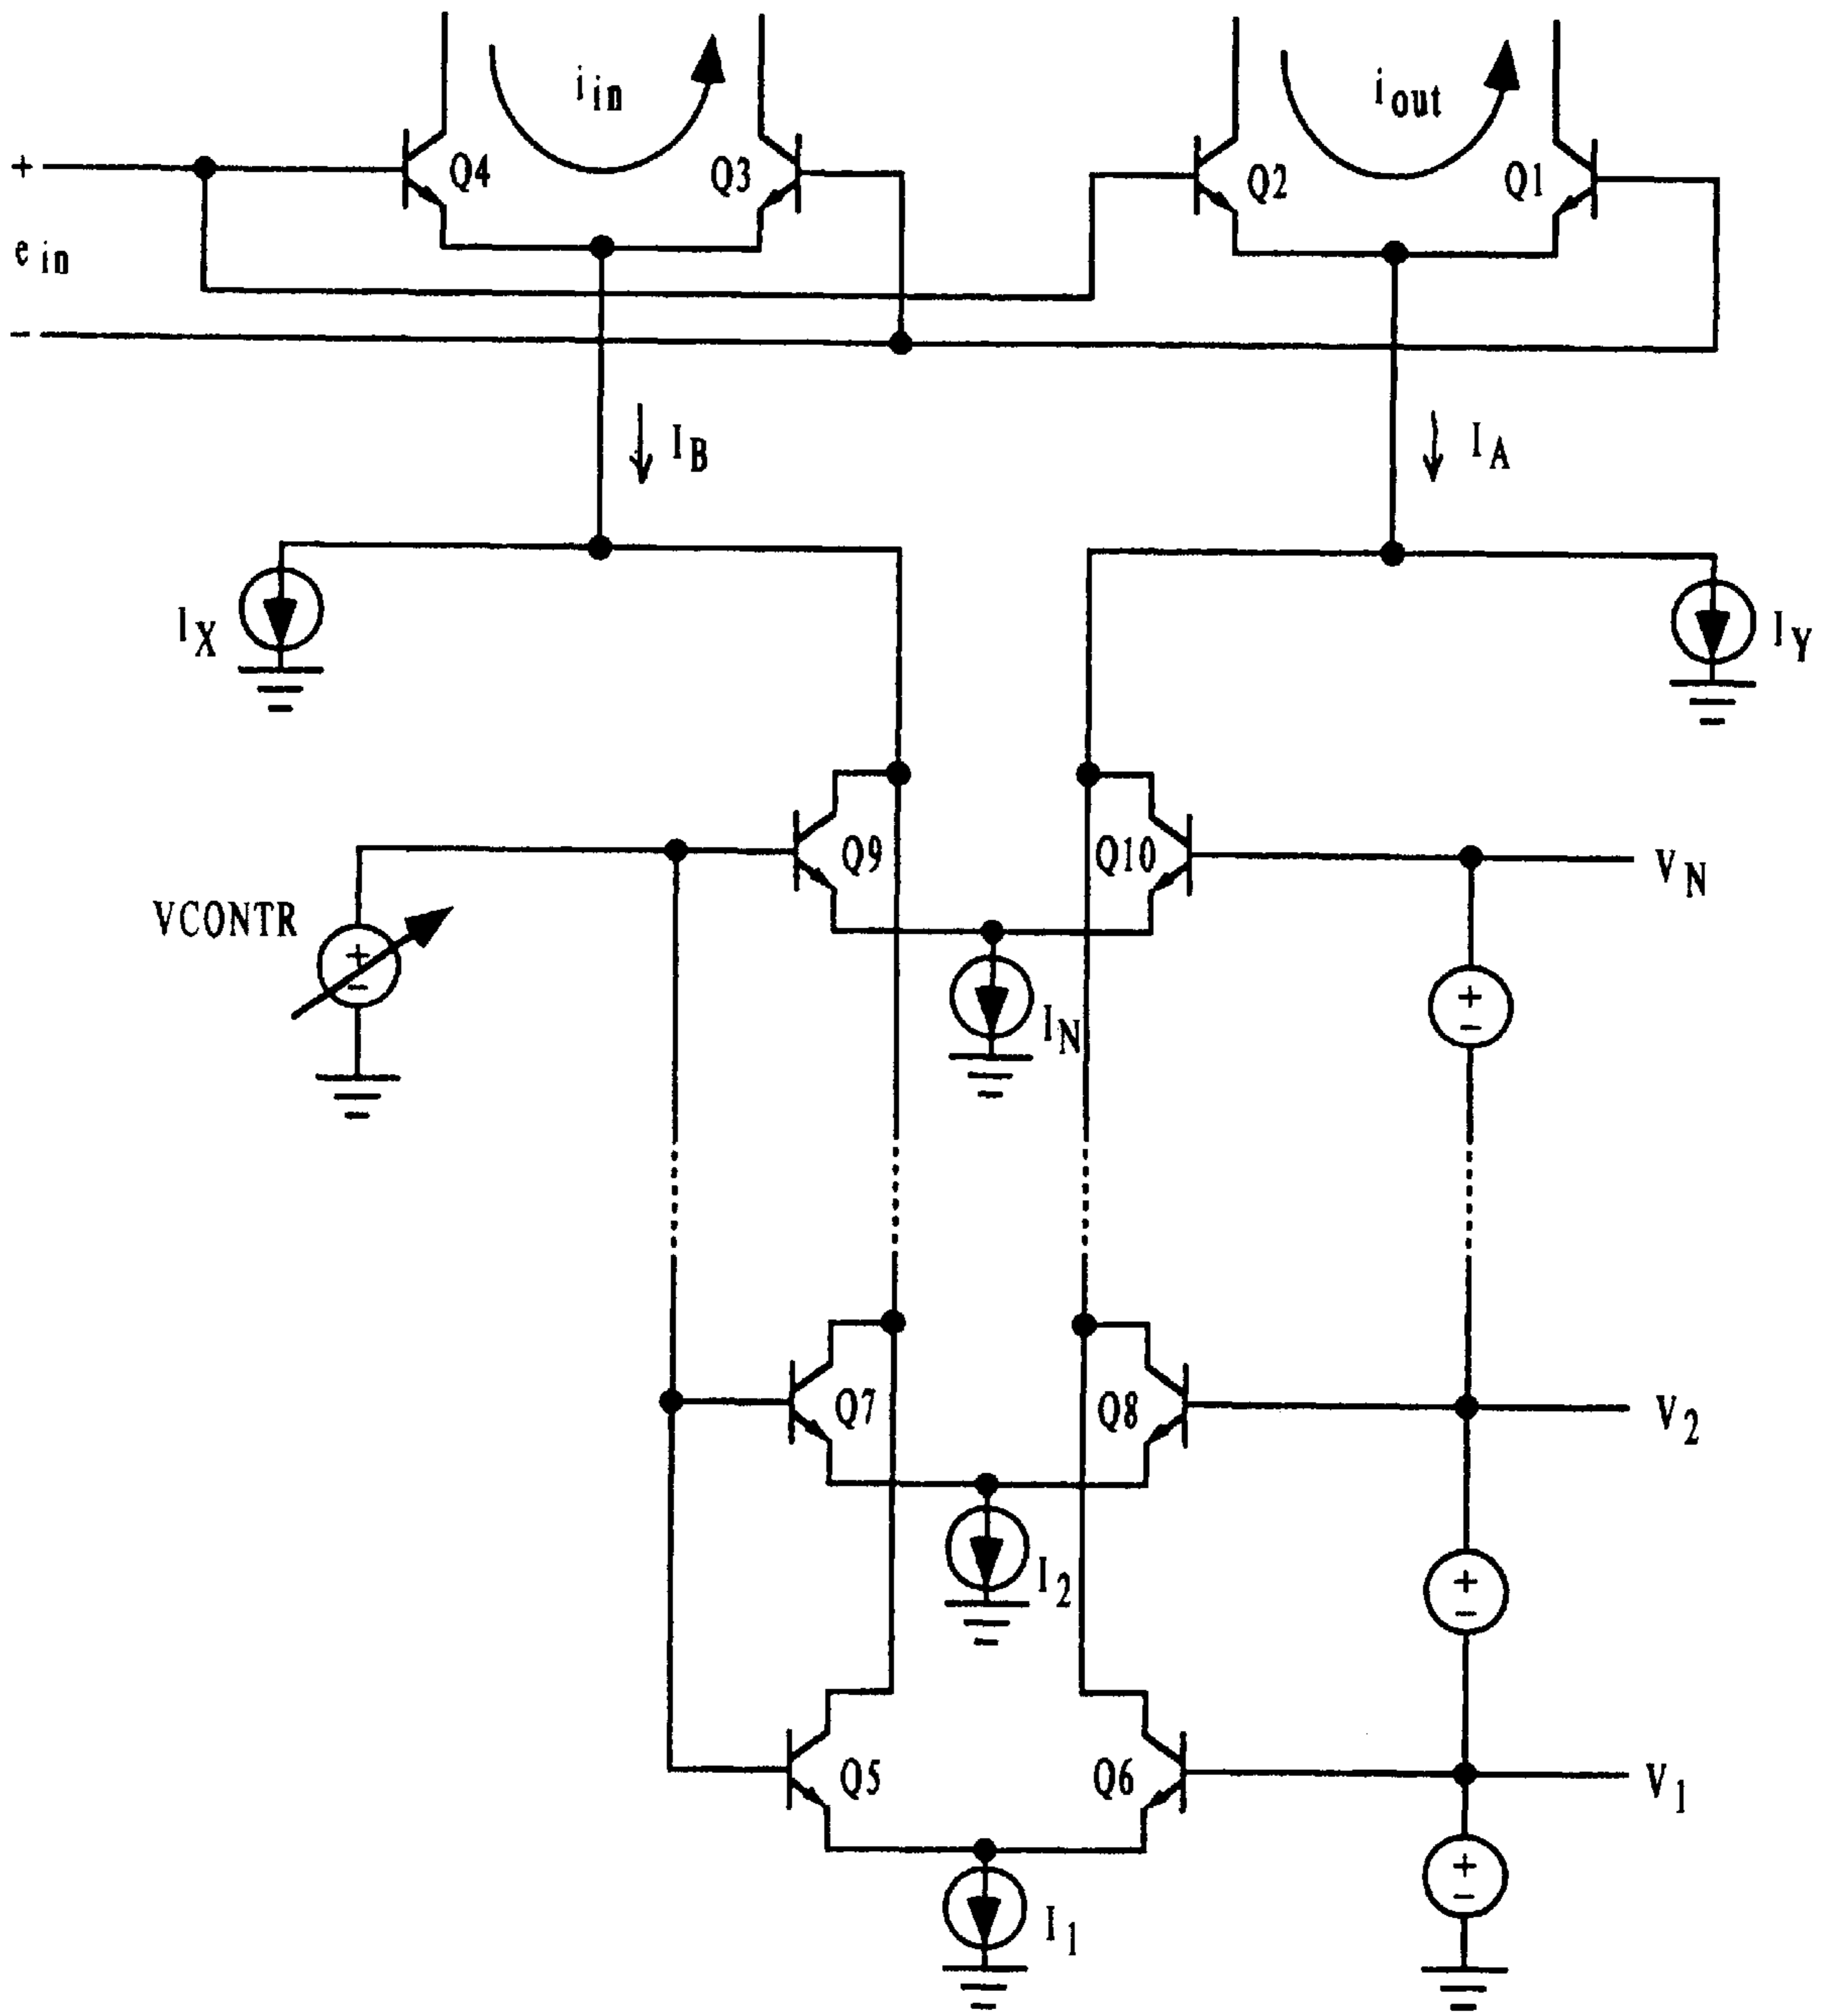 i in
i out
+
Q4
Q3
Q2
Q1
e in
-
I B
I A
I X
I Y
Q9
Q10
V N
VCONTR
+
-
+
-
I N
Q7
Q8
V 2
I 2
+
-
Q5
Q6
V 1
+
-
I 1